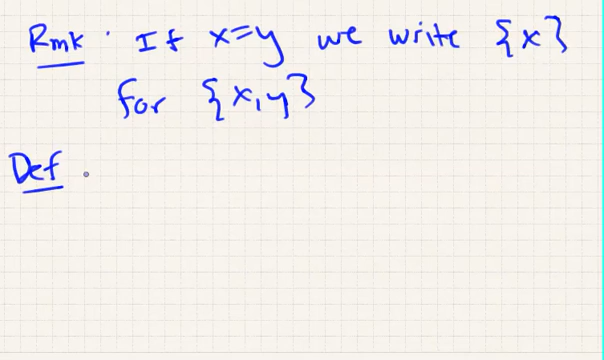 Rmk. If x=y we write {x}
for {x,y}
Def.